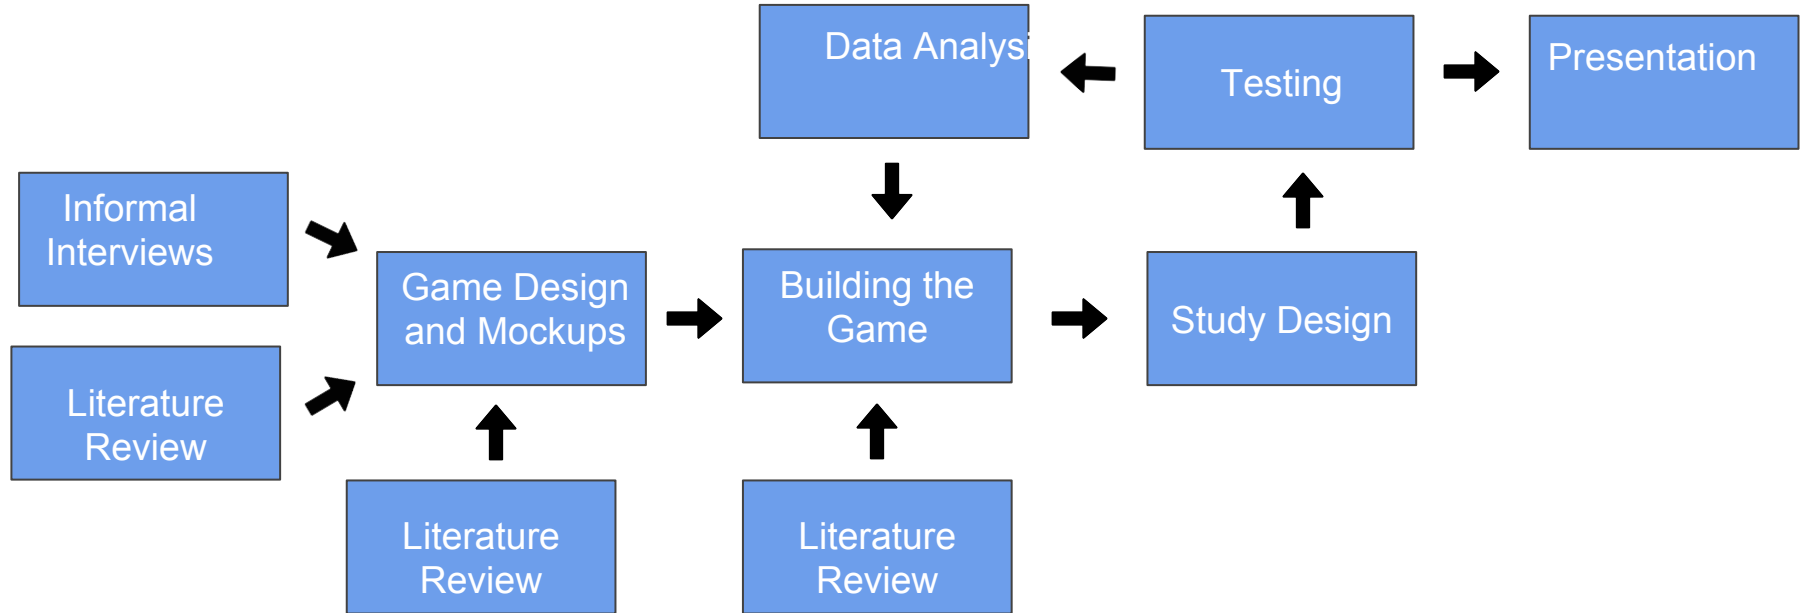 Data Analysi
Testing
Presentation
Informal
Interviews
Game Design
and Mockups
Building the
Game
Study Design
Literature
Review
Literature
Review
Literature
Review